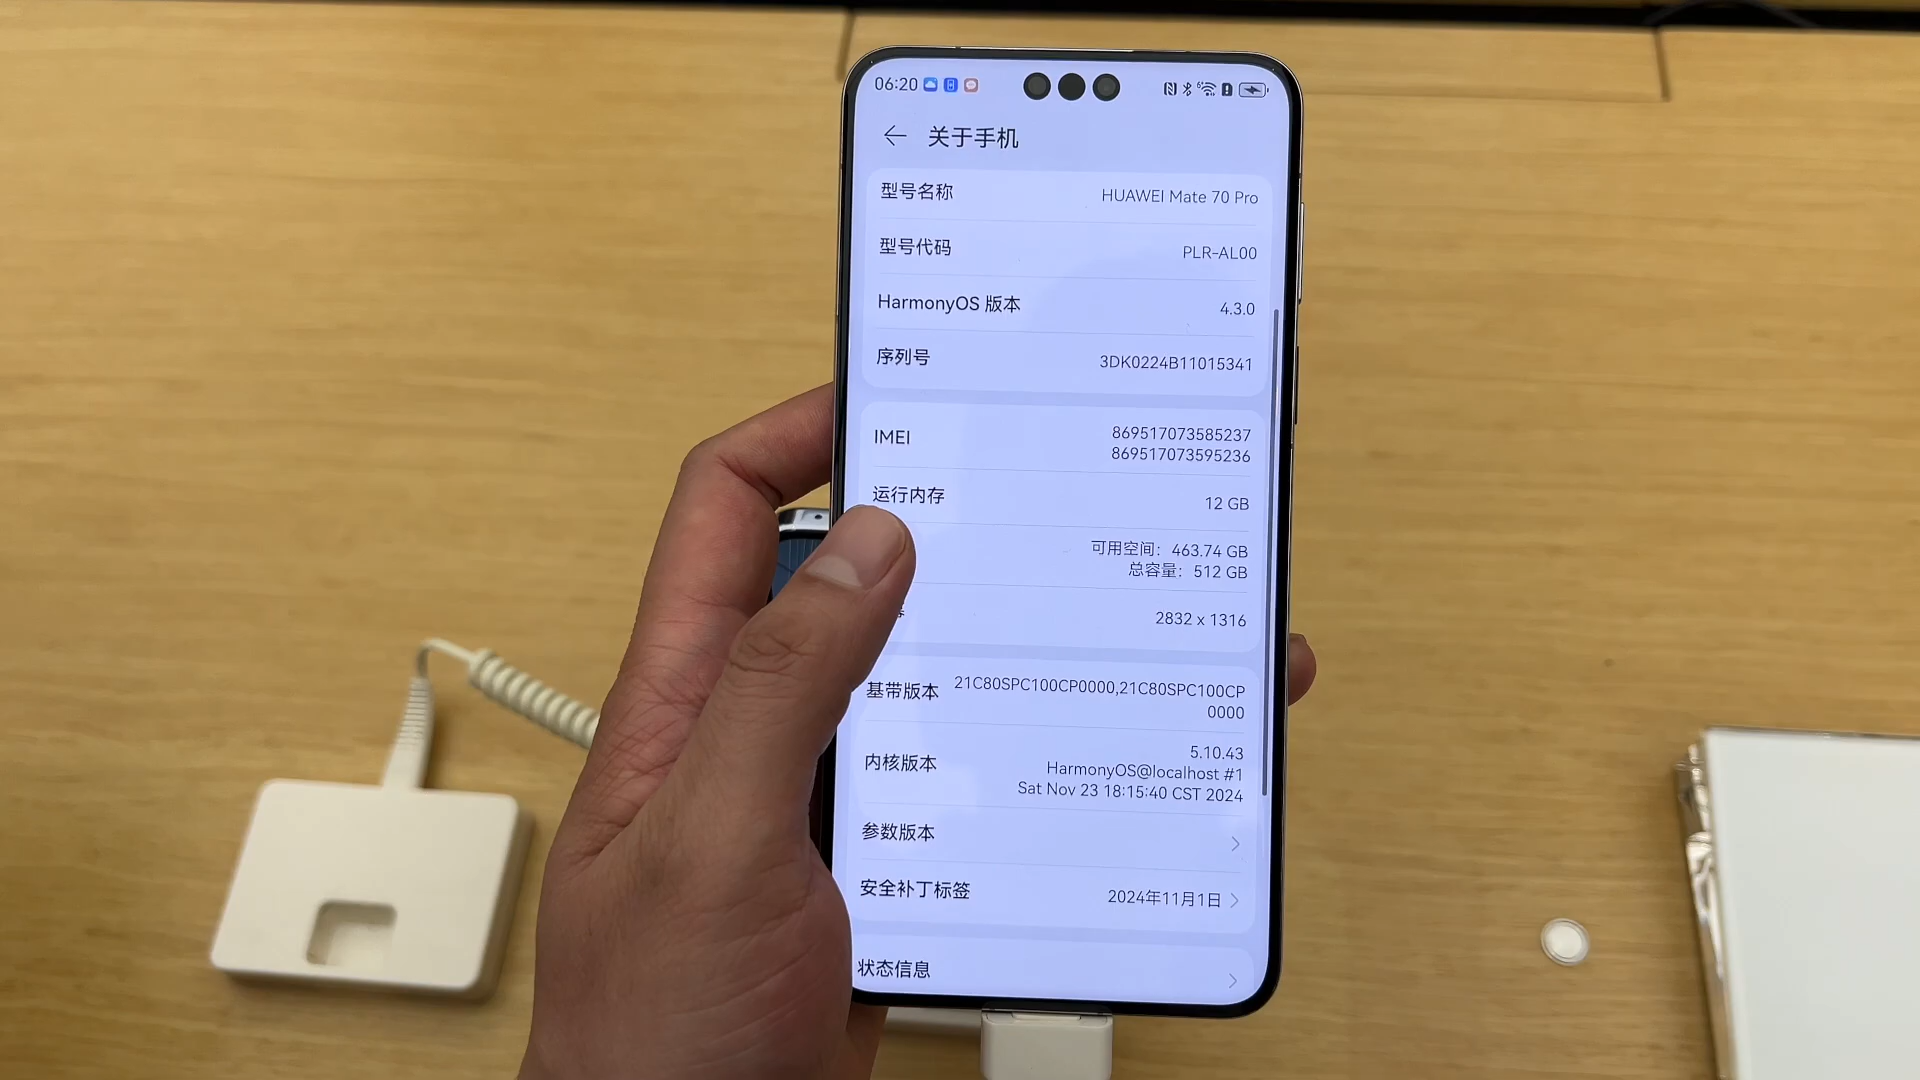 06:20
关于手机
型号名称 HUAWEI Mate 70 Pro
型号代码 PLR-AL00
HarmonyOS 版本 4.3.0
序列号 3DK0224B11015341
IMEI 869517073585237
869517073595236
运行内存 12 GB
可用空间: 463.74 GB
总容量: 512 GB
2832 x 1316
基带版本 21C80SPC100CP0000,21C80SPC100CP
0000
内核版本 5.10.43
HarmonyOS@localhost #1
Sat Nov 23 18:15:40 CST 2024
参数版本
安全补丁标签 2024年11月1日
状态信息